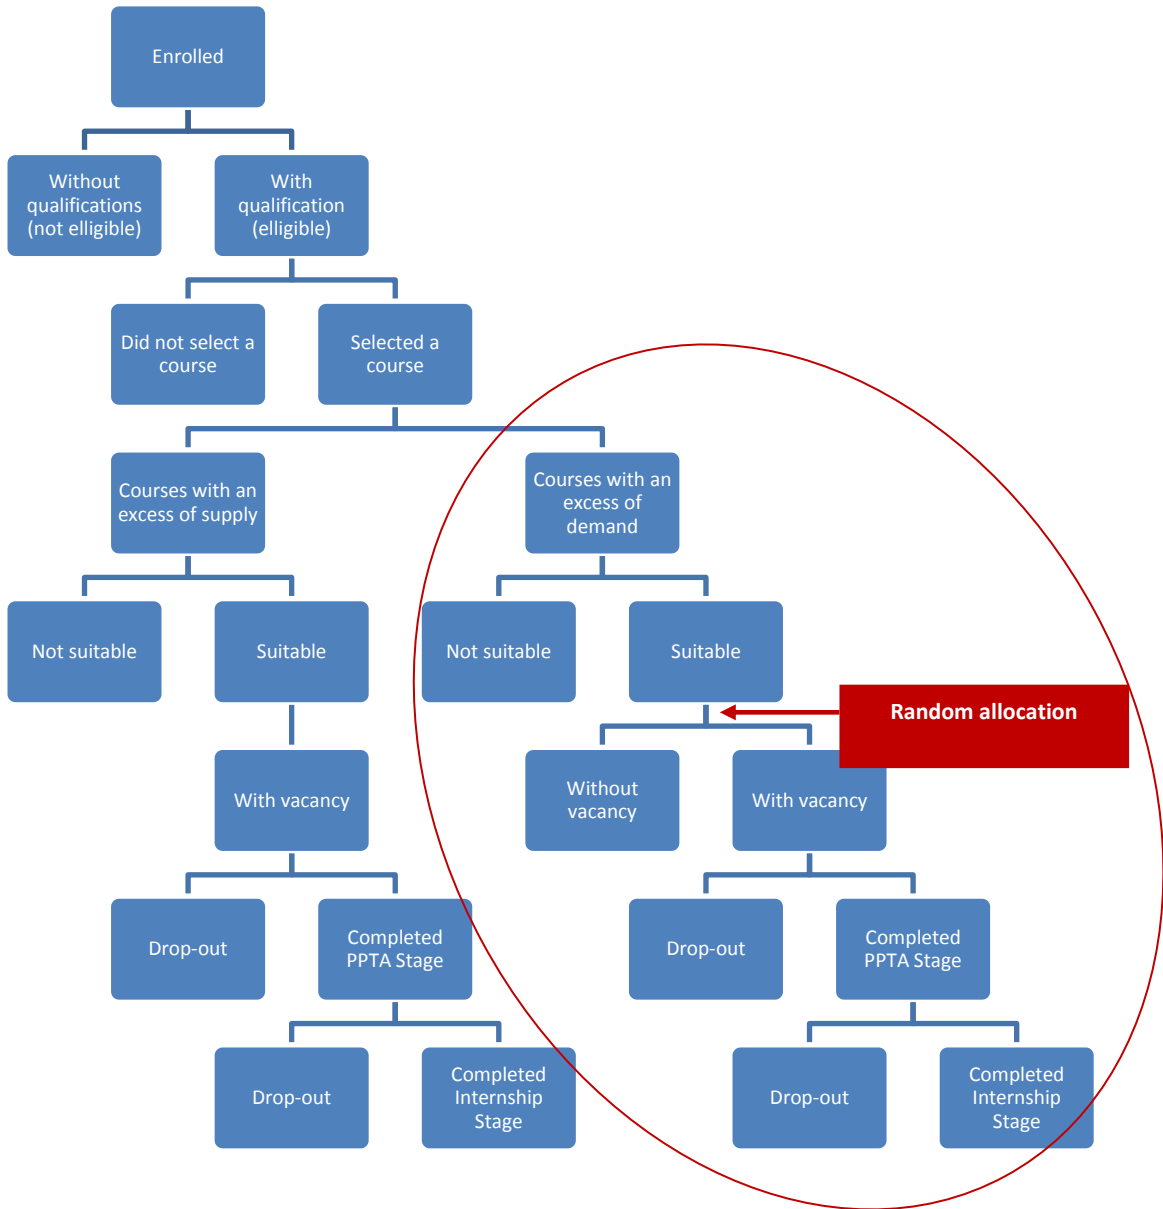 Enrolled
Without
qualifications
(not elligible)
With
qualification
(elligible)
Did not select a
course
Selected a
course
Courses with an
excess of supply
Courses with an
excess of
demand
Not suitable
Suitable
Not suitable
Suitable
Random allocation
With vacancy
Without
vacancy
With vacancy
Drop-out
Completed
PPTA Stage
Drop-out
Completed
PPTA Stage
Drop-out
Completed
Internship
Stage
Drop-out
Completed
Internship
Stage